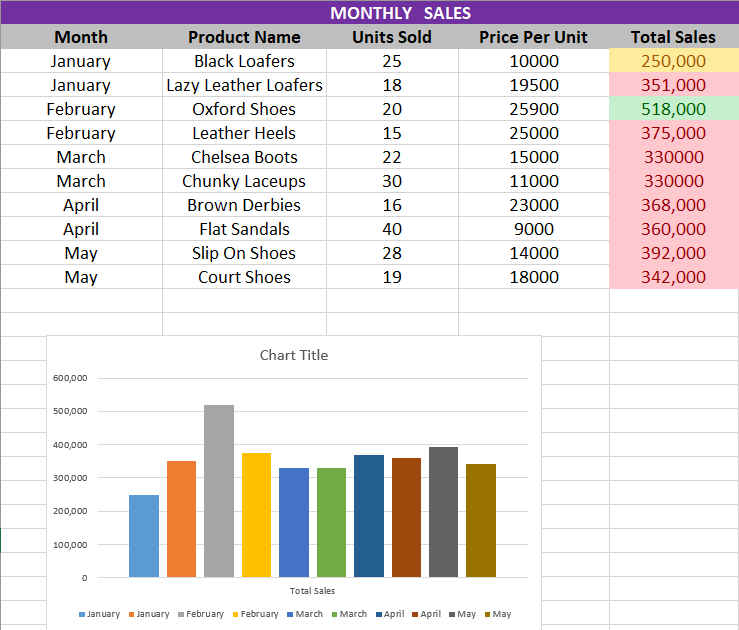 MONTHLY SALES
Month Product Name Units Sold Price Per Unit Total Sales
January Black Loafers 25 10000 250,000
January Lazy Leather Loafers 18 19500 351,000
February Oxford Shoes 20 25900 518,000
February Leather Heels 15 25000 375,000
March Chelsea Boots 22 15000 330000
March Chunky Laceups 30 11000 330000
April Brown Derbies 16 23000 368,000
April Flat Sandals 40 9000 360,000
May Slip On Shoes 28 14000 392,000
May Court Shoes 19 18000 342,000
Chart Title
600,000
500,000
400,000
300,000
200,000
100,000
0
Total Sales
January January February February March March April April May May